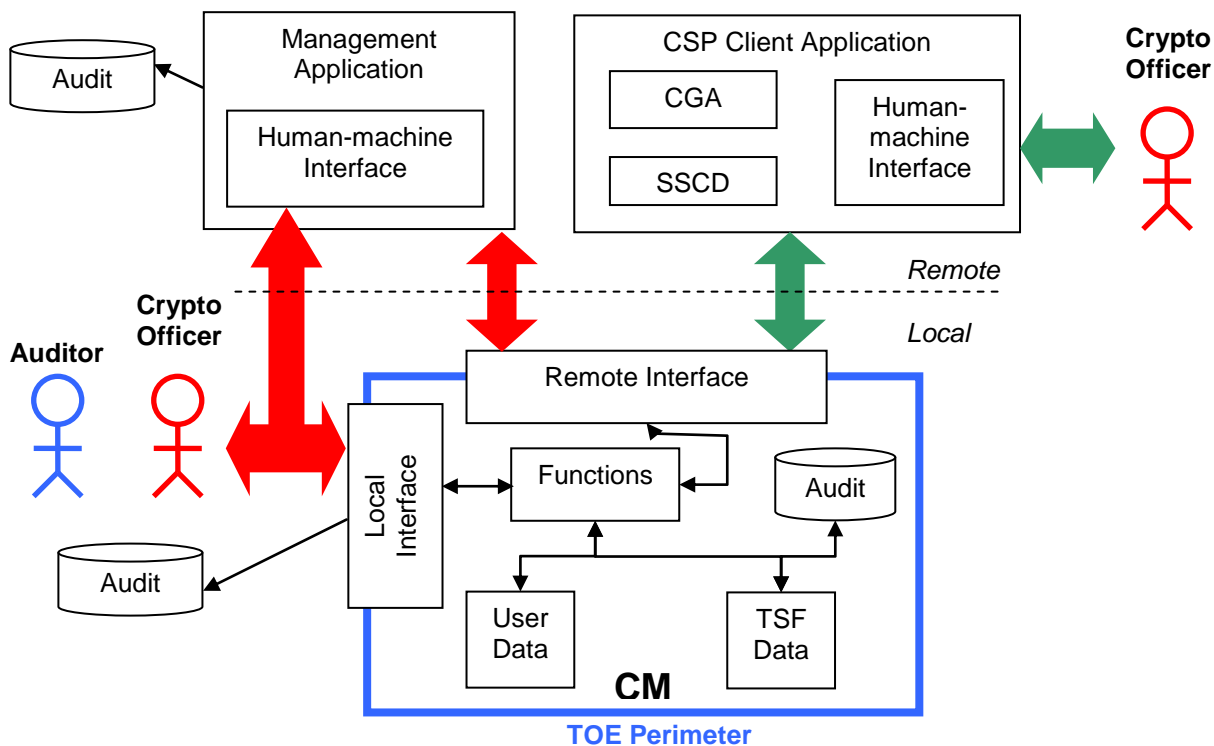 Management
Application
Human-machine
Interface
Audit
CSP Client Application
CGA
SSCD
Human-
machine
Interface
Crypto
Officer
Remote
Local
Crypto
Officer
Auditor
Remote Interface
Local
Interface
Functions
Audit
Audit
User
Data
TSF
Data
CM
TOE Perimeter